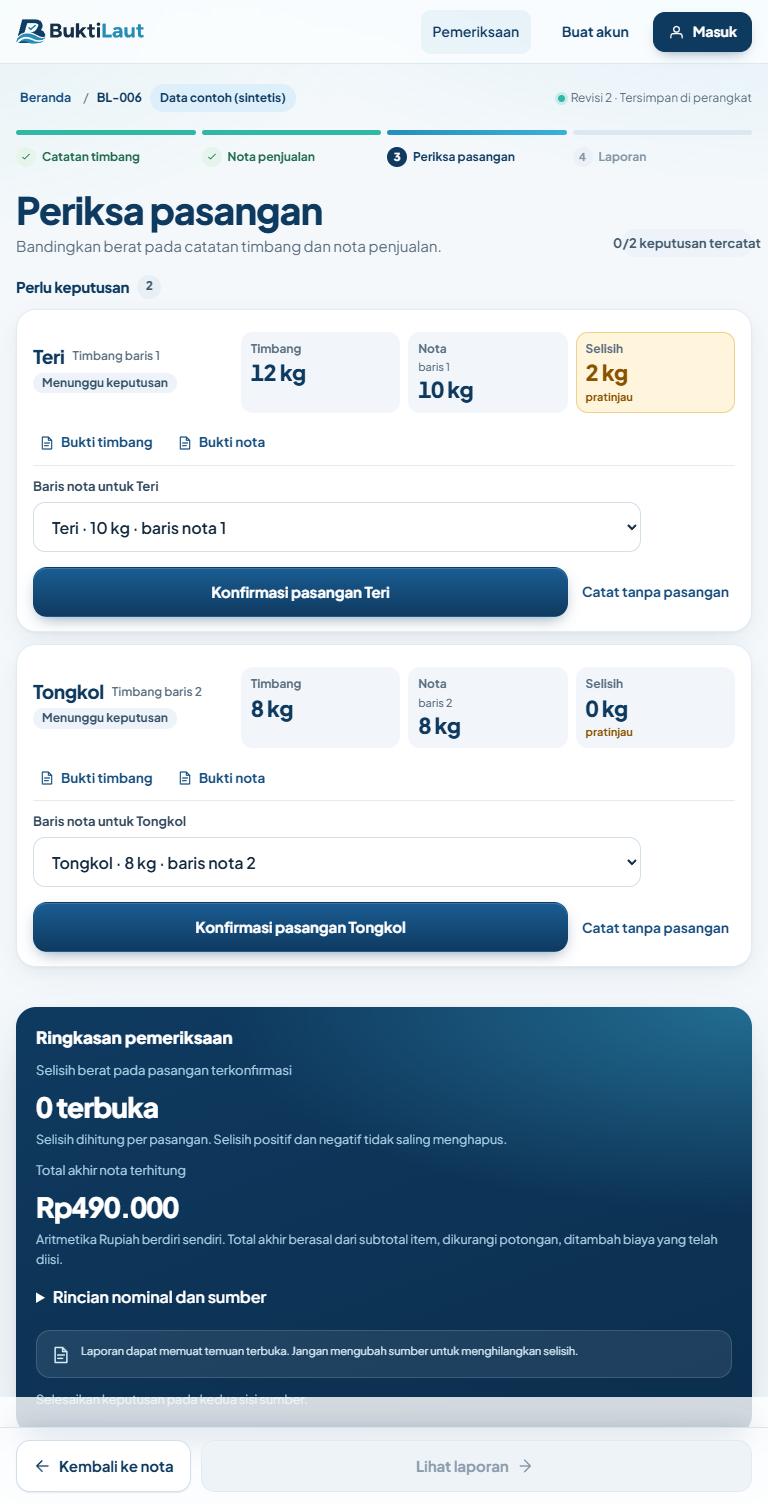 BuktiLaut
Pemeriksaan
Buat akun
Masuk
Beranda / BL-006 Data contoh (sintetis)
Revisi 2 · Tersimpan di perangkat
Catatan timbang
Nota penjualan
3 Periksa pasangan
4 Laporan
Periksa pasangan
Bandingkan berat pada catatan timbang dan nota penjualan.
0/2 keputusan tercatat
Perlu keputusan 2
Teri Timbang baris 1
Menunggu keputusan
Timbang
12 kg
Nota
baris 1
10 kg
Selisih
2 kg
pratinjau
Bukti timbang
Bukti nota
Baris nota untuk Teri
Teri · 10 kg · baris nota 1
Konfirmasi pasangan Teri
Catat tanpa pasangan
Tongkol Timbang baris 2
Menunggu keputusan
Timbang
8 kg
Nota
baris 2
8 kg
Selisih
0 kg
pratinjau
Bukti timbang
Bukti nota
Baris nota untuk Tongkol
Tongkol · 8 kg · baris nota 2
Konfirmasi pasangan Tongkol
Catat tanpa pasangan
Ringkasan pemeriksaan
Selisih berat pada pasangan terkonfirmasi
0 terbuka
Selisih dihitung per pasangan. Selisih positif dan negatif tidak saling menghapus.
Total akhir nota terhitung
Rp490.000
Aritmetika Rupiah berdiri sendiri. Total akhir berasal dari subtotal item, dikurangi potongan, ditambah biaya yang telah
diisi.
Rincian nominal dan sumber
Laporan dapat memuat temuan terbuka. Jangan mengubah sumber untuk menghilangkan selisih.
Selesaikan keputusan pada kedua sisi sumber.
Kembali ke nota
Lihat laporan